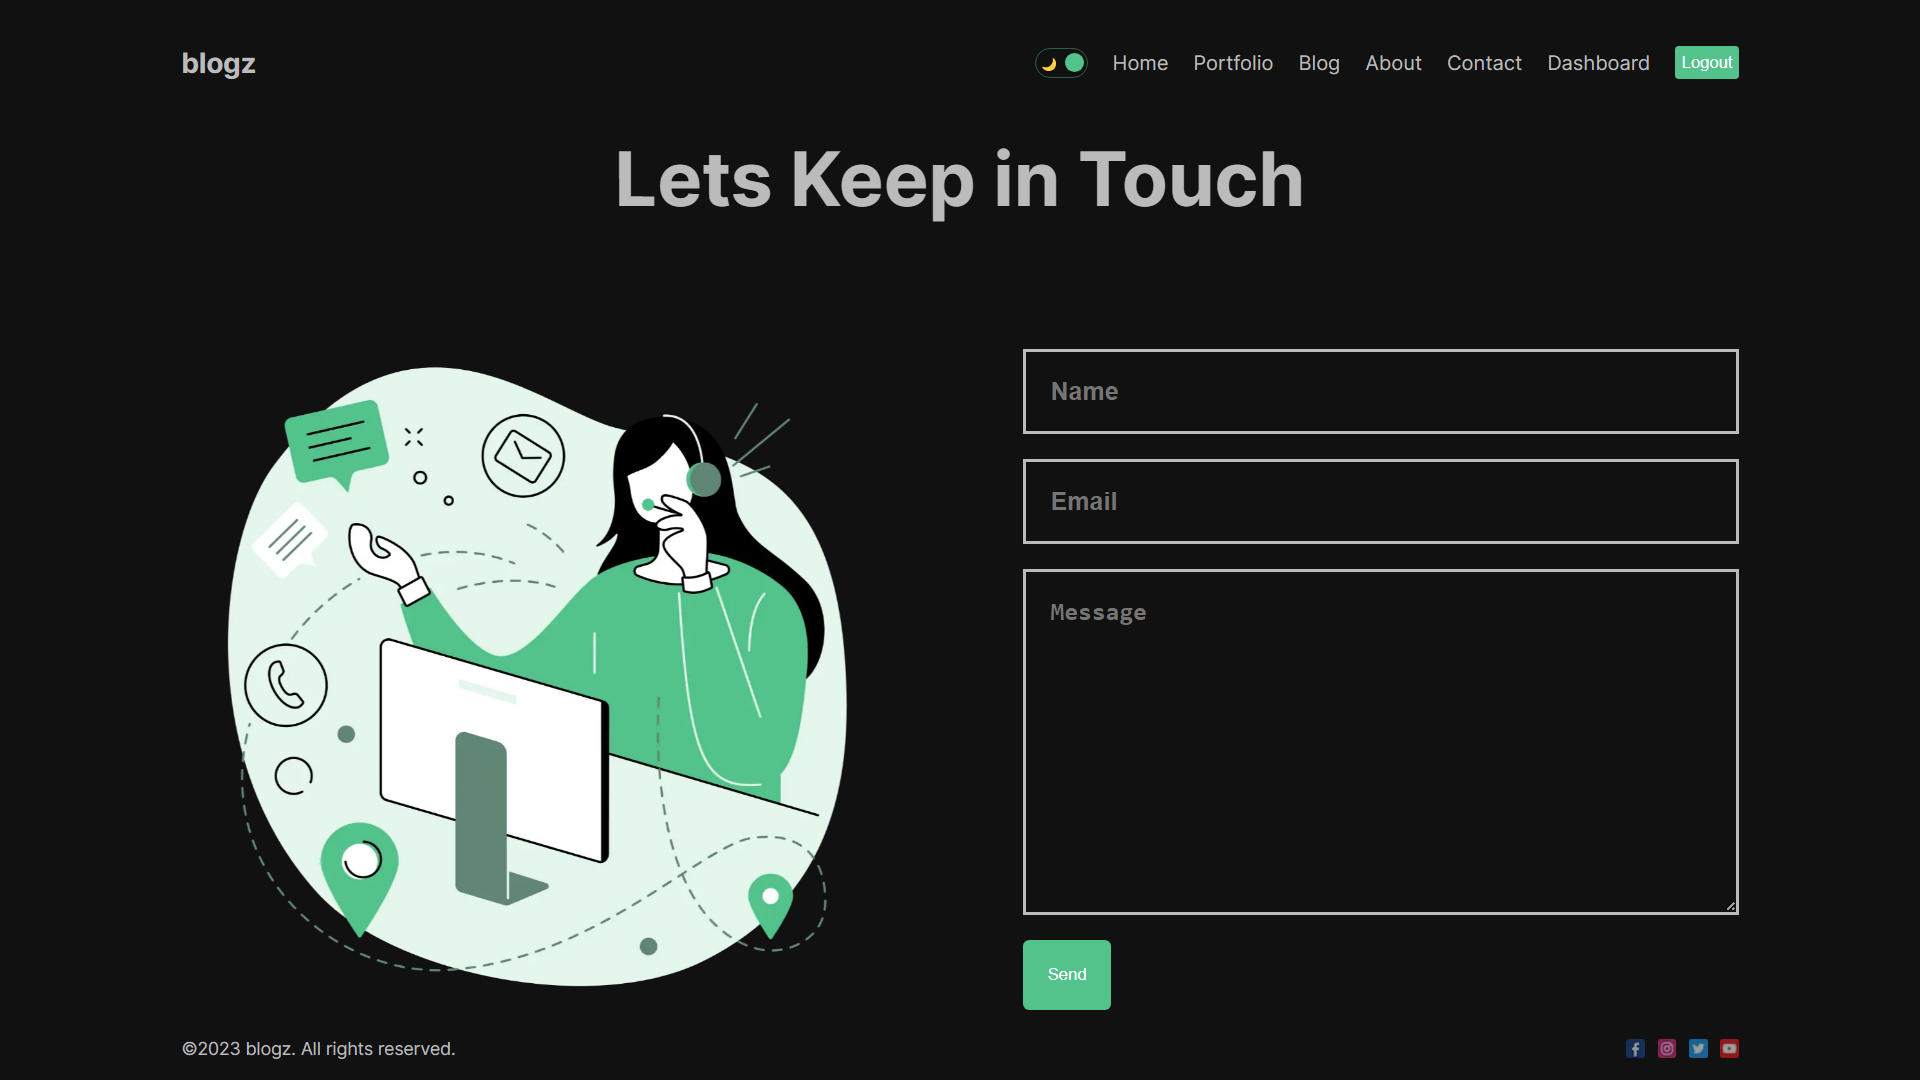 blogz
Home Portfolio Blog About Contact Dashboard Logout
Lets Keep in Touch
Name
Email
Message
Send
©2023 blogz. All rights reserved.